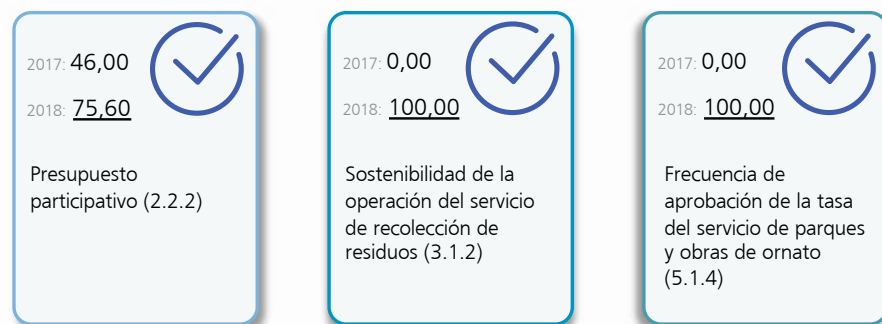 2017: 46,00
2018: 75,60
Presupuesto
participativo (2.2.2)
2017: 0,00
2018: 100,00
Sostenibilidad de la
operación del servicio
de recolección de
residuos (3.1.2)
2017: 0,00
2018: 100,00
Frecuencia de
aprobación de la tasa
del servicio de parques
y obras de ornato
(5.1.4)